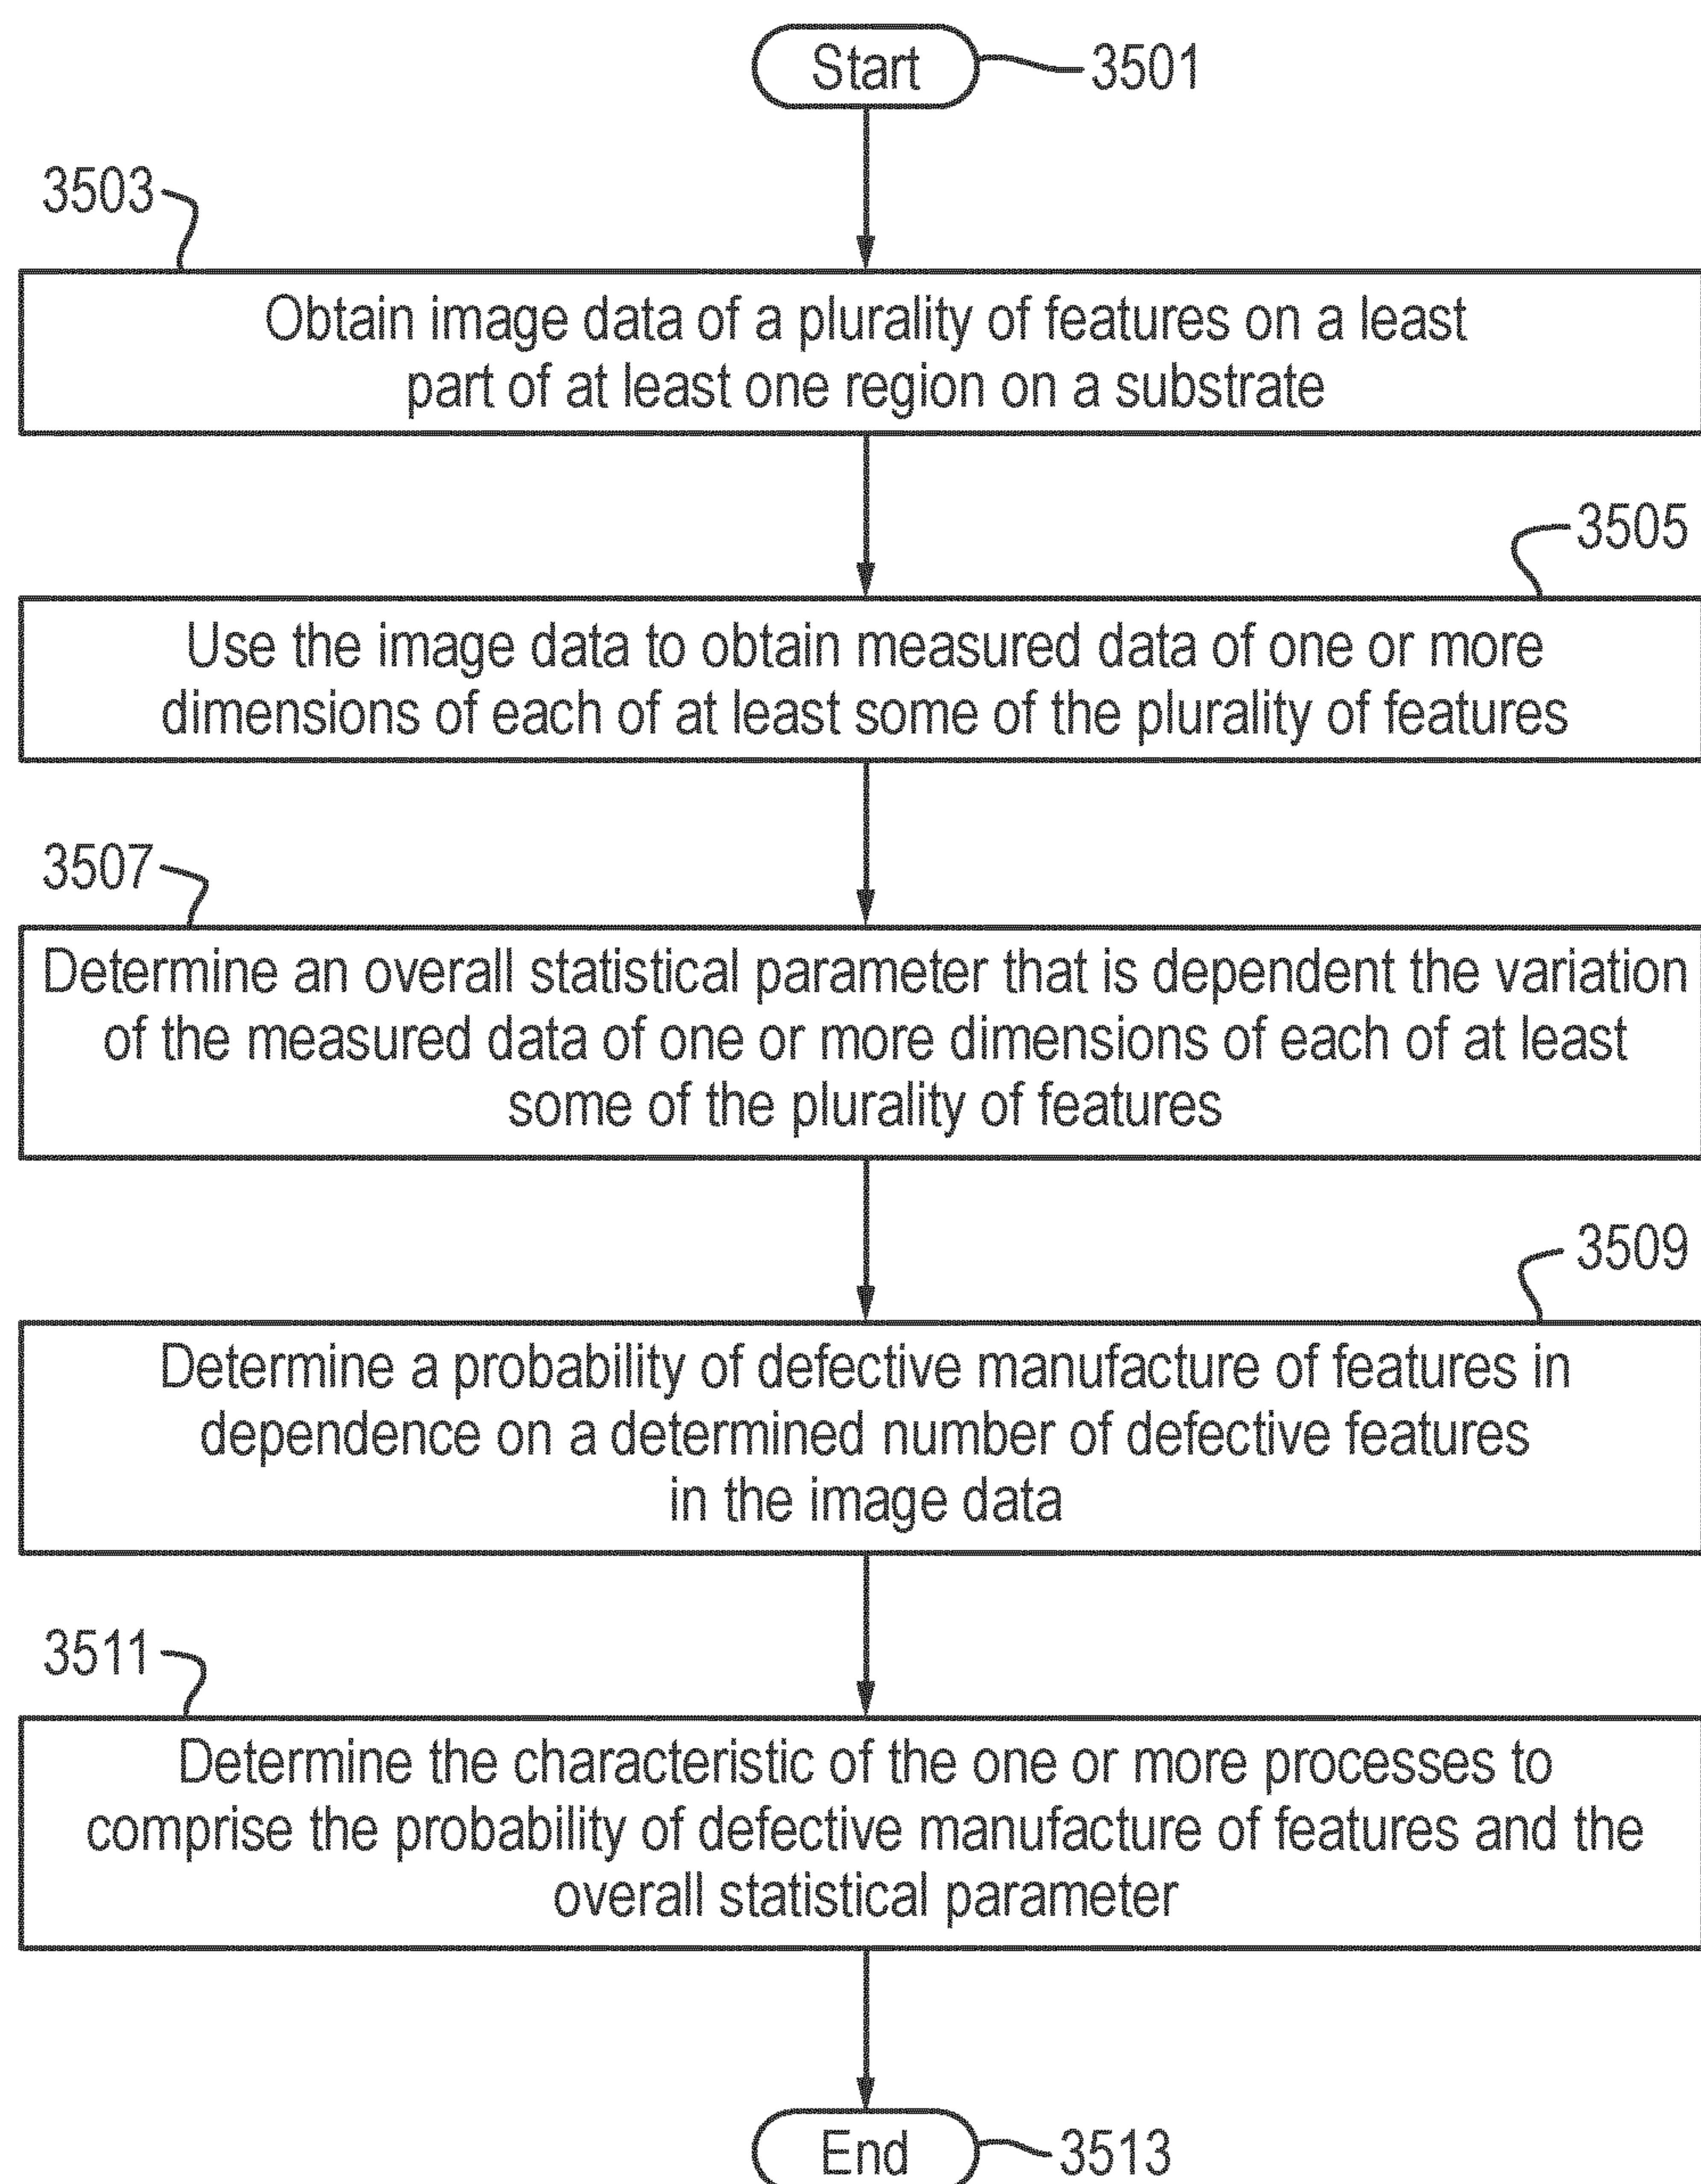 Start
3501
3503
Obtain image data of a plurality of features on a least
part of at least one region on a substrate
3505
Use the image data to obtain measured data of one or more
dimensions of each of at least some of the plurality of features
3507
Determine an overall statistical parameter that is dependent the variation
of the measured data of one or more dimensions of each of at least
some of the plurality of features
3509
Determine a probability of defective manufacture of features in
dependence on a determined number of defective features
in the image data
3511
Determine the characteristic of the one or more processes to
comprise the probability of defective manufacture of features and the
overall statistical parameter
End
3513